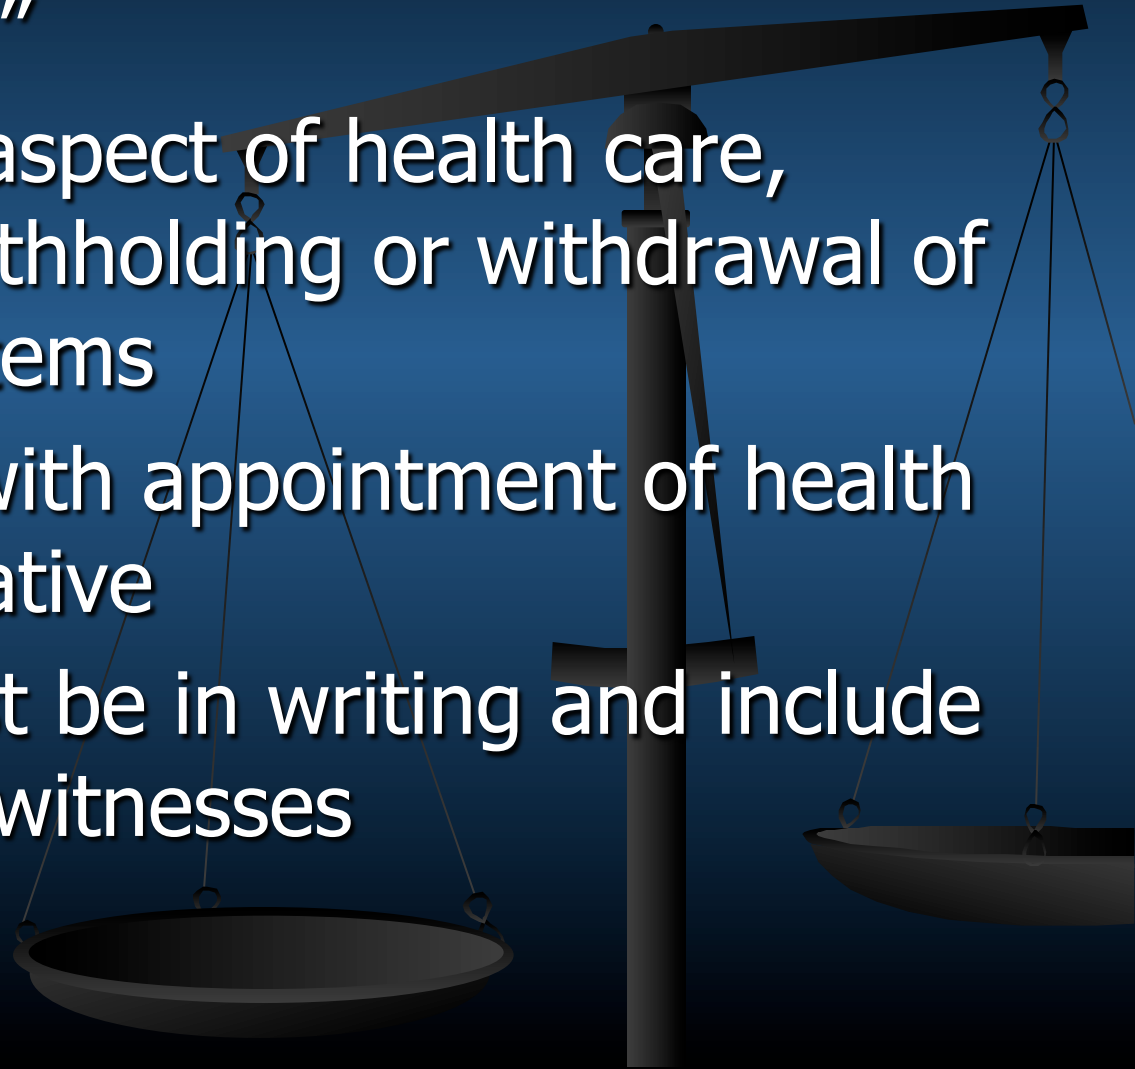 ”
aspect of health care,
thholding or withdrawal of
tems
with appointment of health
ative
t be in writing and include
witnesses